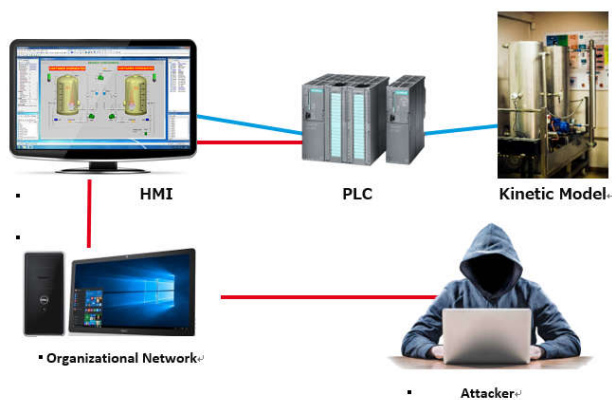 HMI
PLC
Kinetic Model
Organizational Network
Attacker